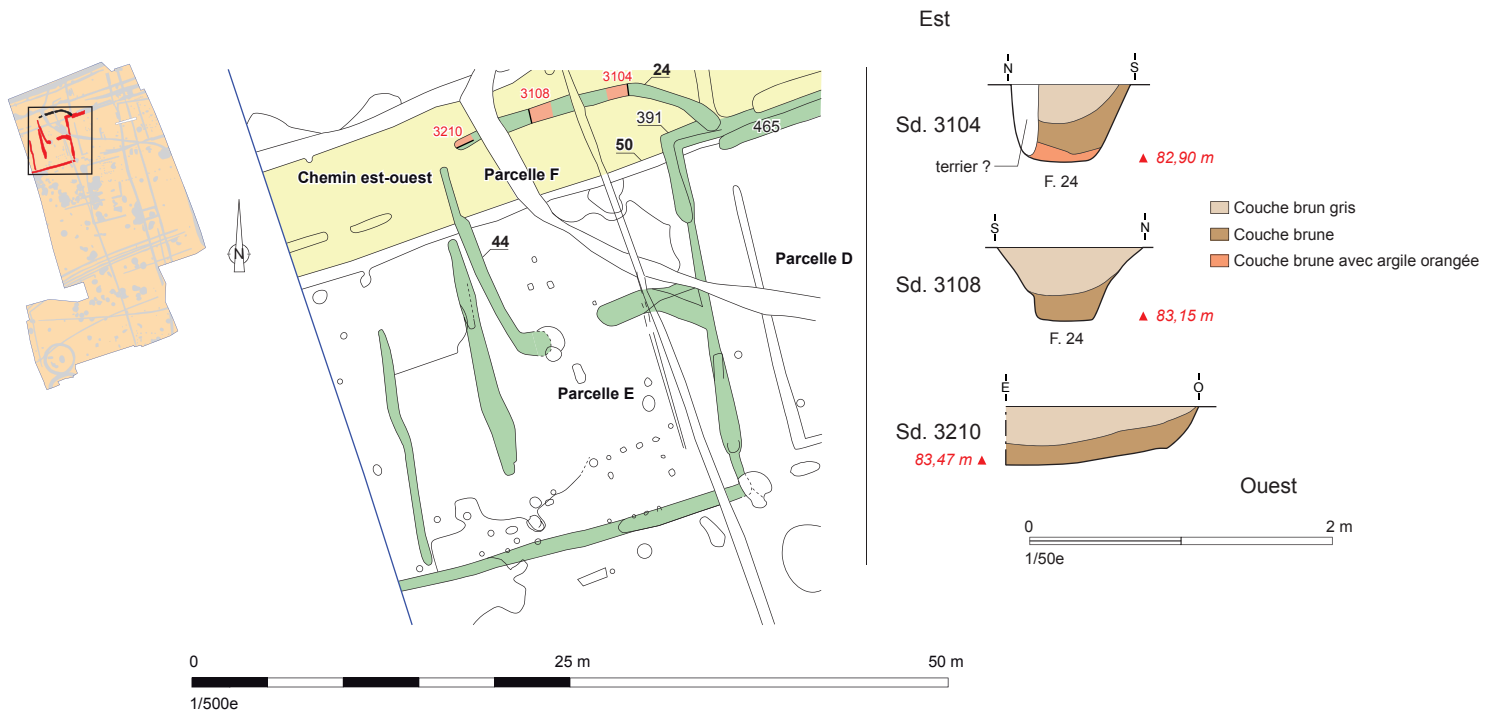 N
3210
3108
3104
24
391
465
50
Chemin est-ouest
Parcelle F
44
Parcelle D
Parcelle E
0
25 m
50 m
1/500e
Est
N
S
Sd. 3104
terrier ?
82,90 m
F. 24
S
N
Sd. 3108
83,15 m
F. 24
Couche brun gris
Couche brune
Couche brune avec argile orangée
E
O
Sd. 3210
83,47 m
Ouest
0
2 m
1/50e